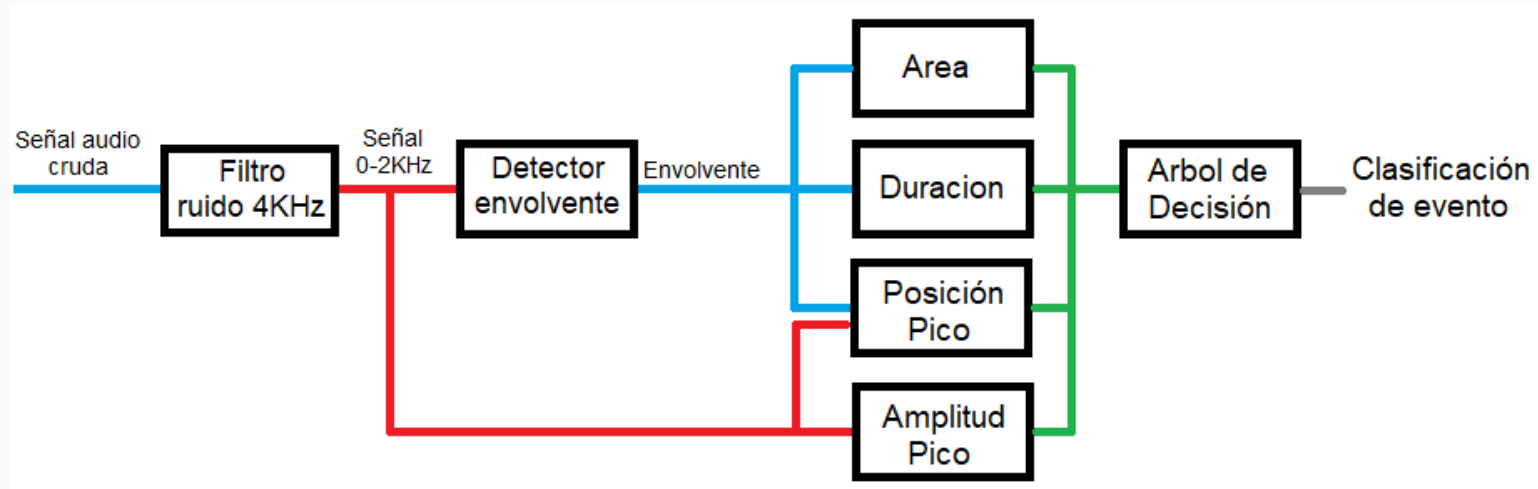 Señal audio
cruda
Filtro
ruido 4KHz
Señal
0-2KHz
Detector
envolvente
Envolvente
Area
Duracion
Posición
Pico
Amplitud
Pico
Arbol de
Decisión
Clasificación
de evento